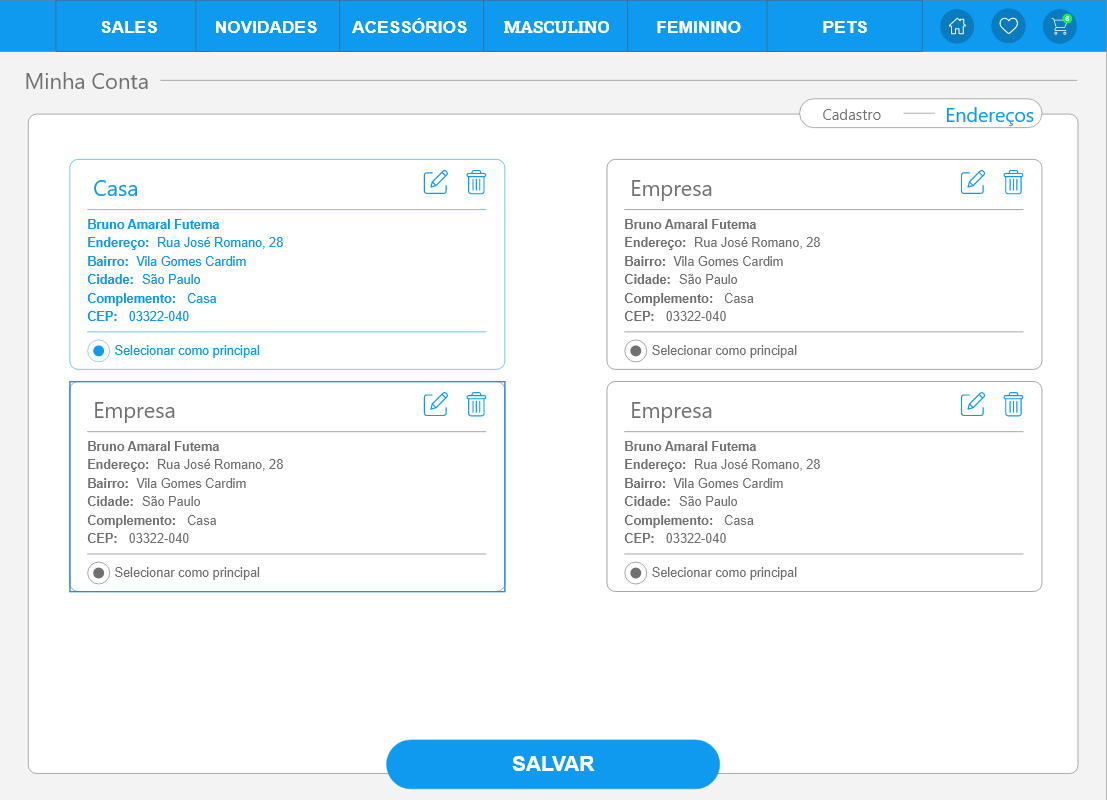 SALES NOVIDADES ACESSÓRIOS MASCULINO FEMININO PETS 6
Minha Conta
Cadastro Endereços
Casa
Bruno Amaral Futema
Endereço: Rua José Romano, 28
Bairro: Vila Gomes Cardim
Cidade: São Paulo
Complemento: Casa
CEP: 03322-040
Selecionar como principal
Empresa
Bruno Amaral Futema
Endereço: Rua José Romano, 28
Bairro: Vila Gomes Cardim
Cidade: São Paulo
Complemento: Casa
CEP: 03322-040
Selecionar como principal
Empresa
Bruno Amaral Futema
Endereço: Rua José Romano, 28
Bairro: Vila Gomes Cardim
Cidade: São Paulo
Complemento: Casa
CEP: 03322-040
Selecionar como principal
Empresa
Bruno Amaral Futema
Endereço: Rua José Romano, 28
Bairro: Vila Gomes Cardim
Cidade: São Paulo
Complemento: Casa
CEP: 03322-040
Selecionar como principal
SALVAR